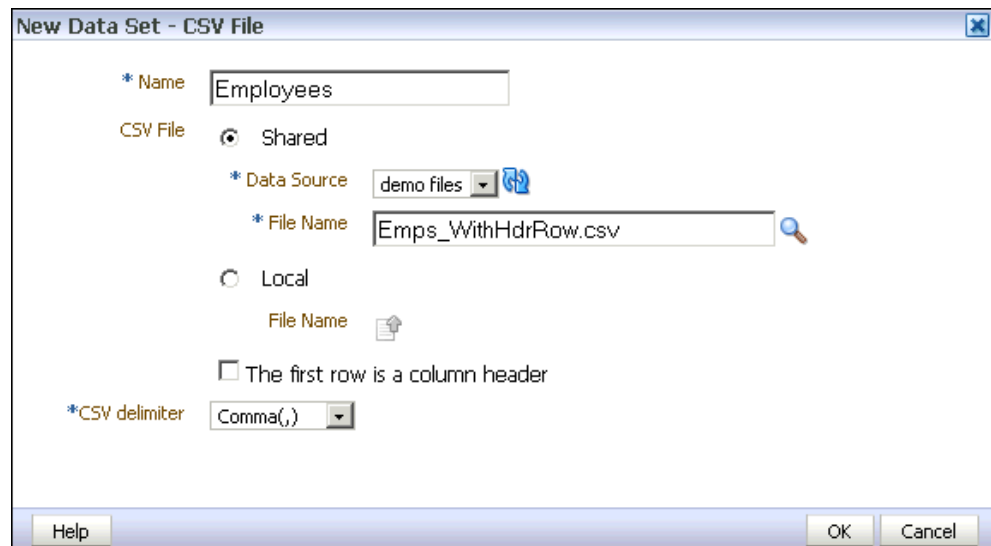 New Data Set - CSV File
* Name Employees
CSV File Shared
* Data Source demo files
* File Name Emps_WithHdrRow.csv
Local
File Name
The first row is a column header
*CSV delimiter Comma(,)
Help OK Cancel